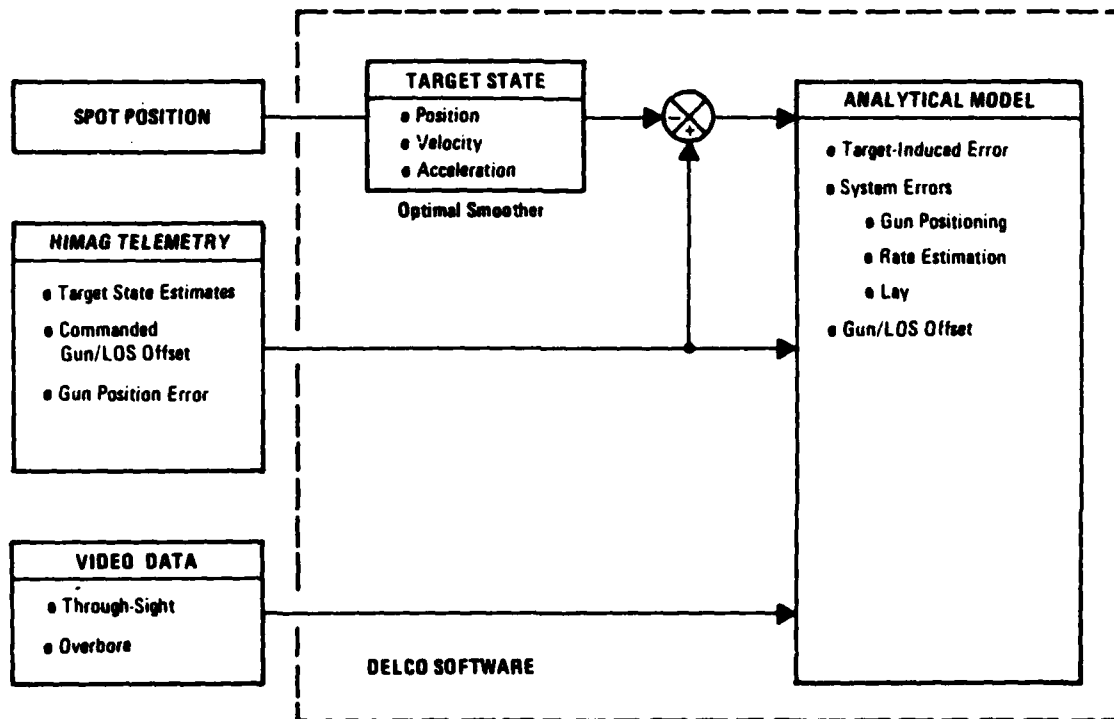 SPOT POSITION
TARGET STATE
• Position
• Velocity
• Acceleration
Optimal Smoother
-
+
ANALYTICAL MODEL
• Target-Induced Error
• System Errors
• Gun Positioning
• Rate Estimation
• Lay
• Gun/LOS Offset
HIMAG TELEMETRY
• Target State Estimates
• Commanded
Gun/LOS Offset
• Gun Position Error
VIDEO DATA
• Through-Sight
• Overbore
DELCO SOFTWARE